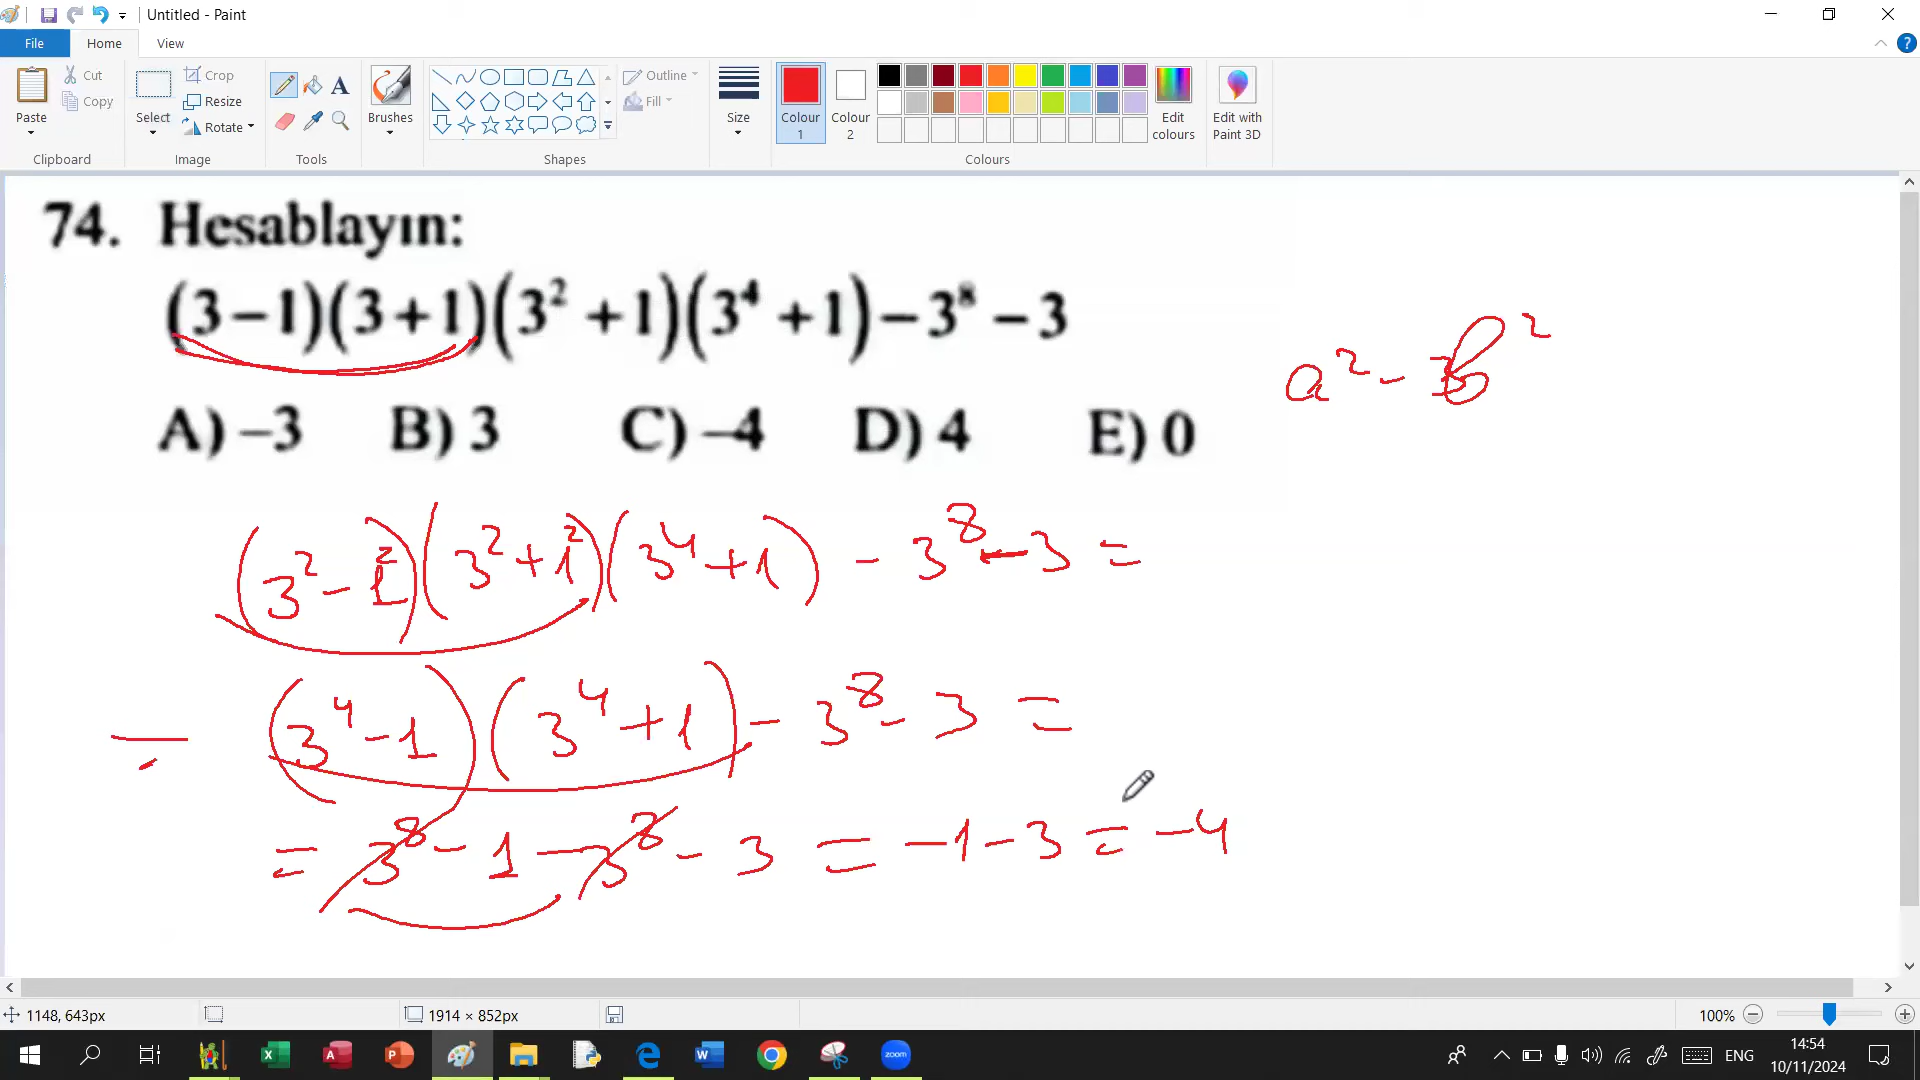 Untitled - Paint
File Home View
Paste Cut Copy Select Crop Resize Rotate Brushes Outline Fill Size Colour 1 Colour 2 Edit colours Edit with Paint 3D
Clipboard Image Tools Shapes Colours
74. Hesablayın:
(3−1)(3+1)(3²+1)(3⁴+1)−3⁸−3
a² - b²
A) −3 B) 3 C) −4 D) 4 E) 0
(3² - 1²)(3² + 1²)(3⁴ + 1) - 3⁸ - 3 =
= (3⁴ - 1)(3⁴ + 1) - 3⁸ - 3 =
= 3⁸ - 1 - 3⁸ - 3 = -1 - 3 = -4
1148, 643px 1914 × 852px 100%
zoom ENG 14:54
10/11/2024